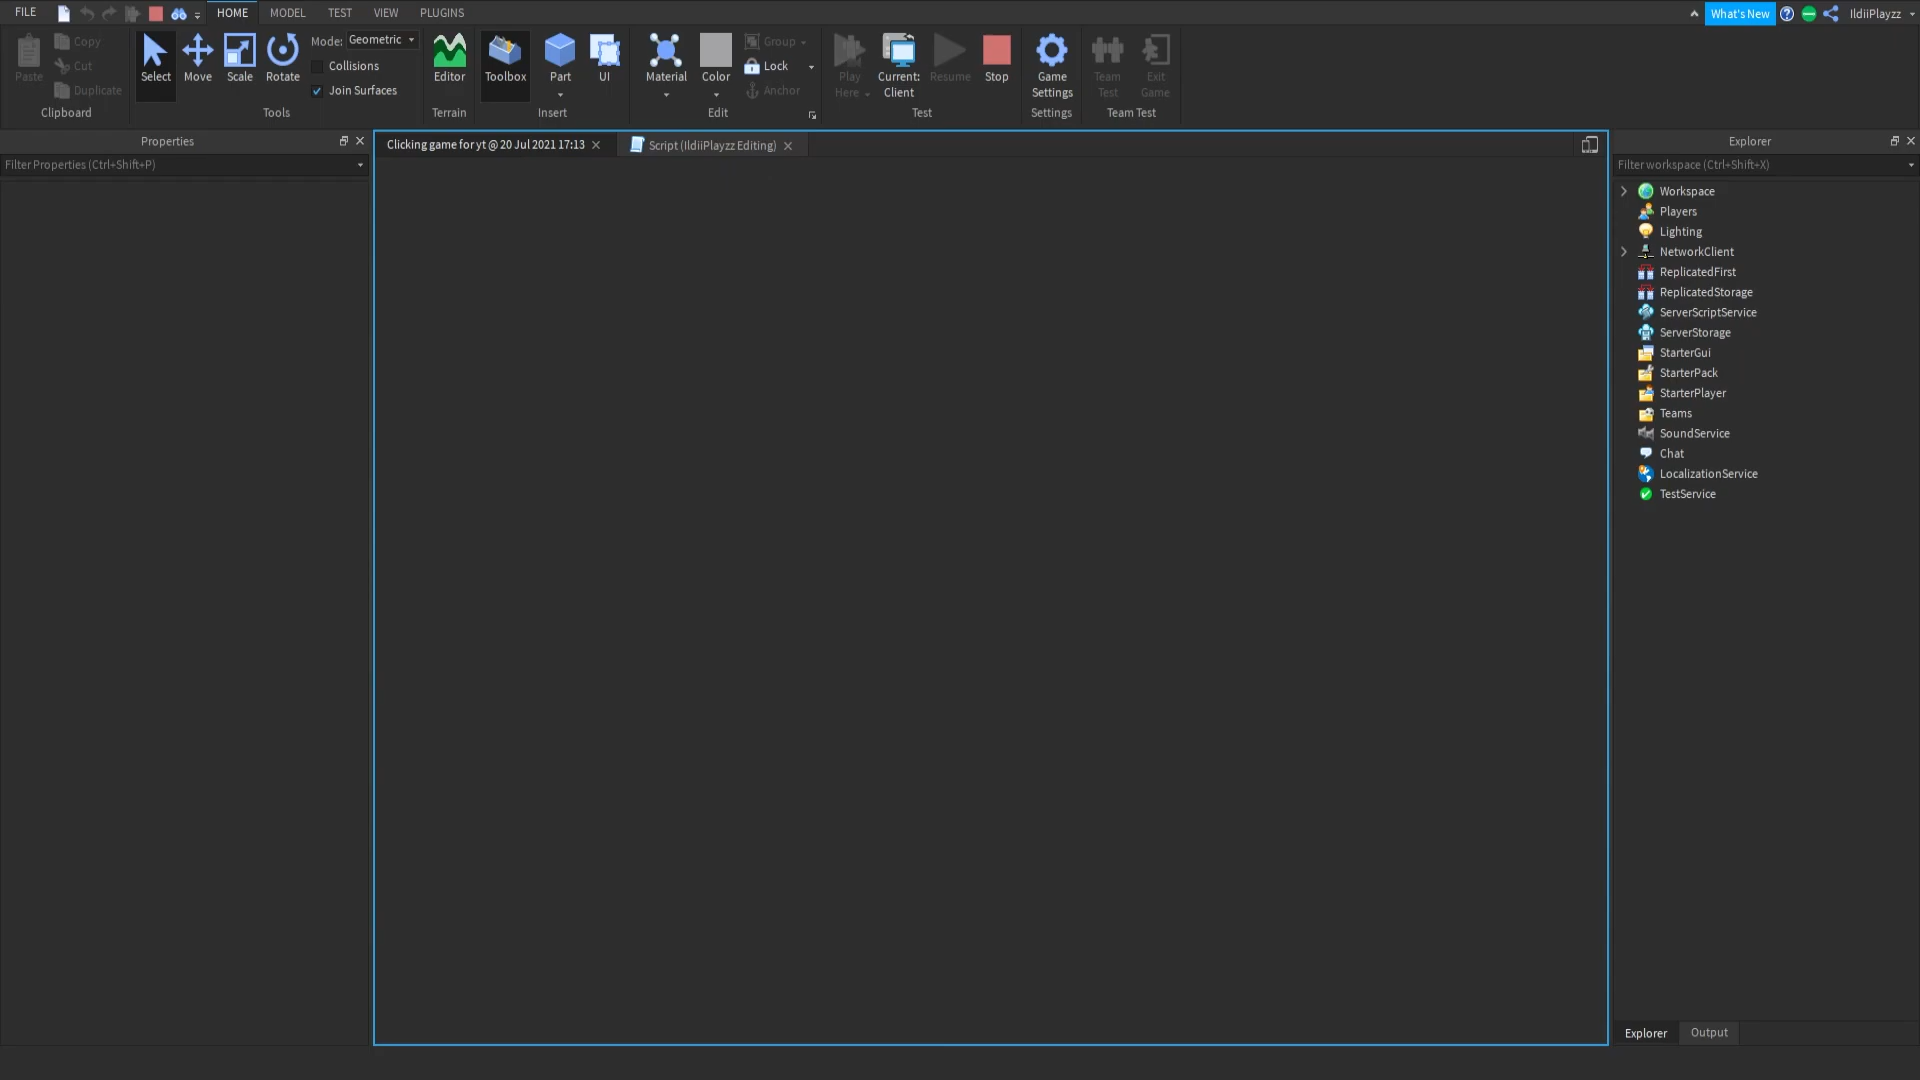 FILE
HOME
MODEL
TEST
VIEW
PLUGINS
What's New
IldiiPlayzz
Paste
Copy
Cut
Duplicate
Clipboard
Select
Move
Scale
Rotate
Mode: Geometric
Collisions
Join Surfaces
Tools
Editor
Terrain
Toolbox
Part
UI
Insert
Material
Color
Group
Lock
Anchor
Edit
Play
Here
Current:
Client
Resume
Stop
Test
Game
Settings
Settings
Team
Test
Exit
Game
Team Test
Properties
Filter Properties (Ctrl+Shift+P)
Clicking game for yt @ 20 Jul 2021 17:13
Script (IldiiPlayzz Editing)
Explorer
Filter workspace (Ctrl+Shift+X)
Workspace
Players
Lighting
NetworkClient
ReplicatedFirst
ReplicatedStorage
ServerScriptService
ServerStorage
StarterGui
StarterPack
StarterPlayer
Teams
SoundService
Chat
LocalizationService
TestService
Explorer
Output